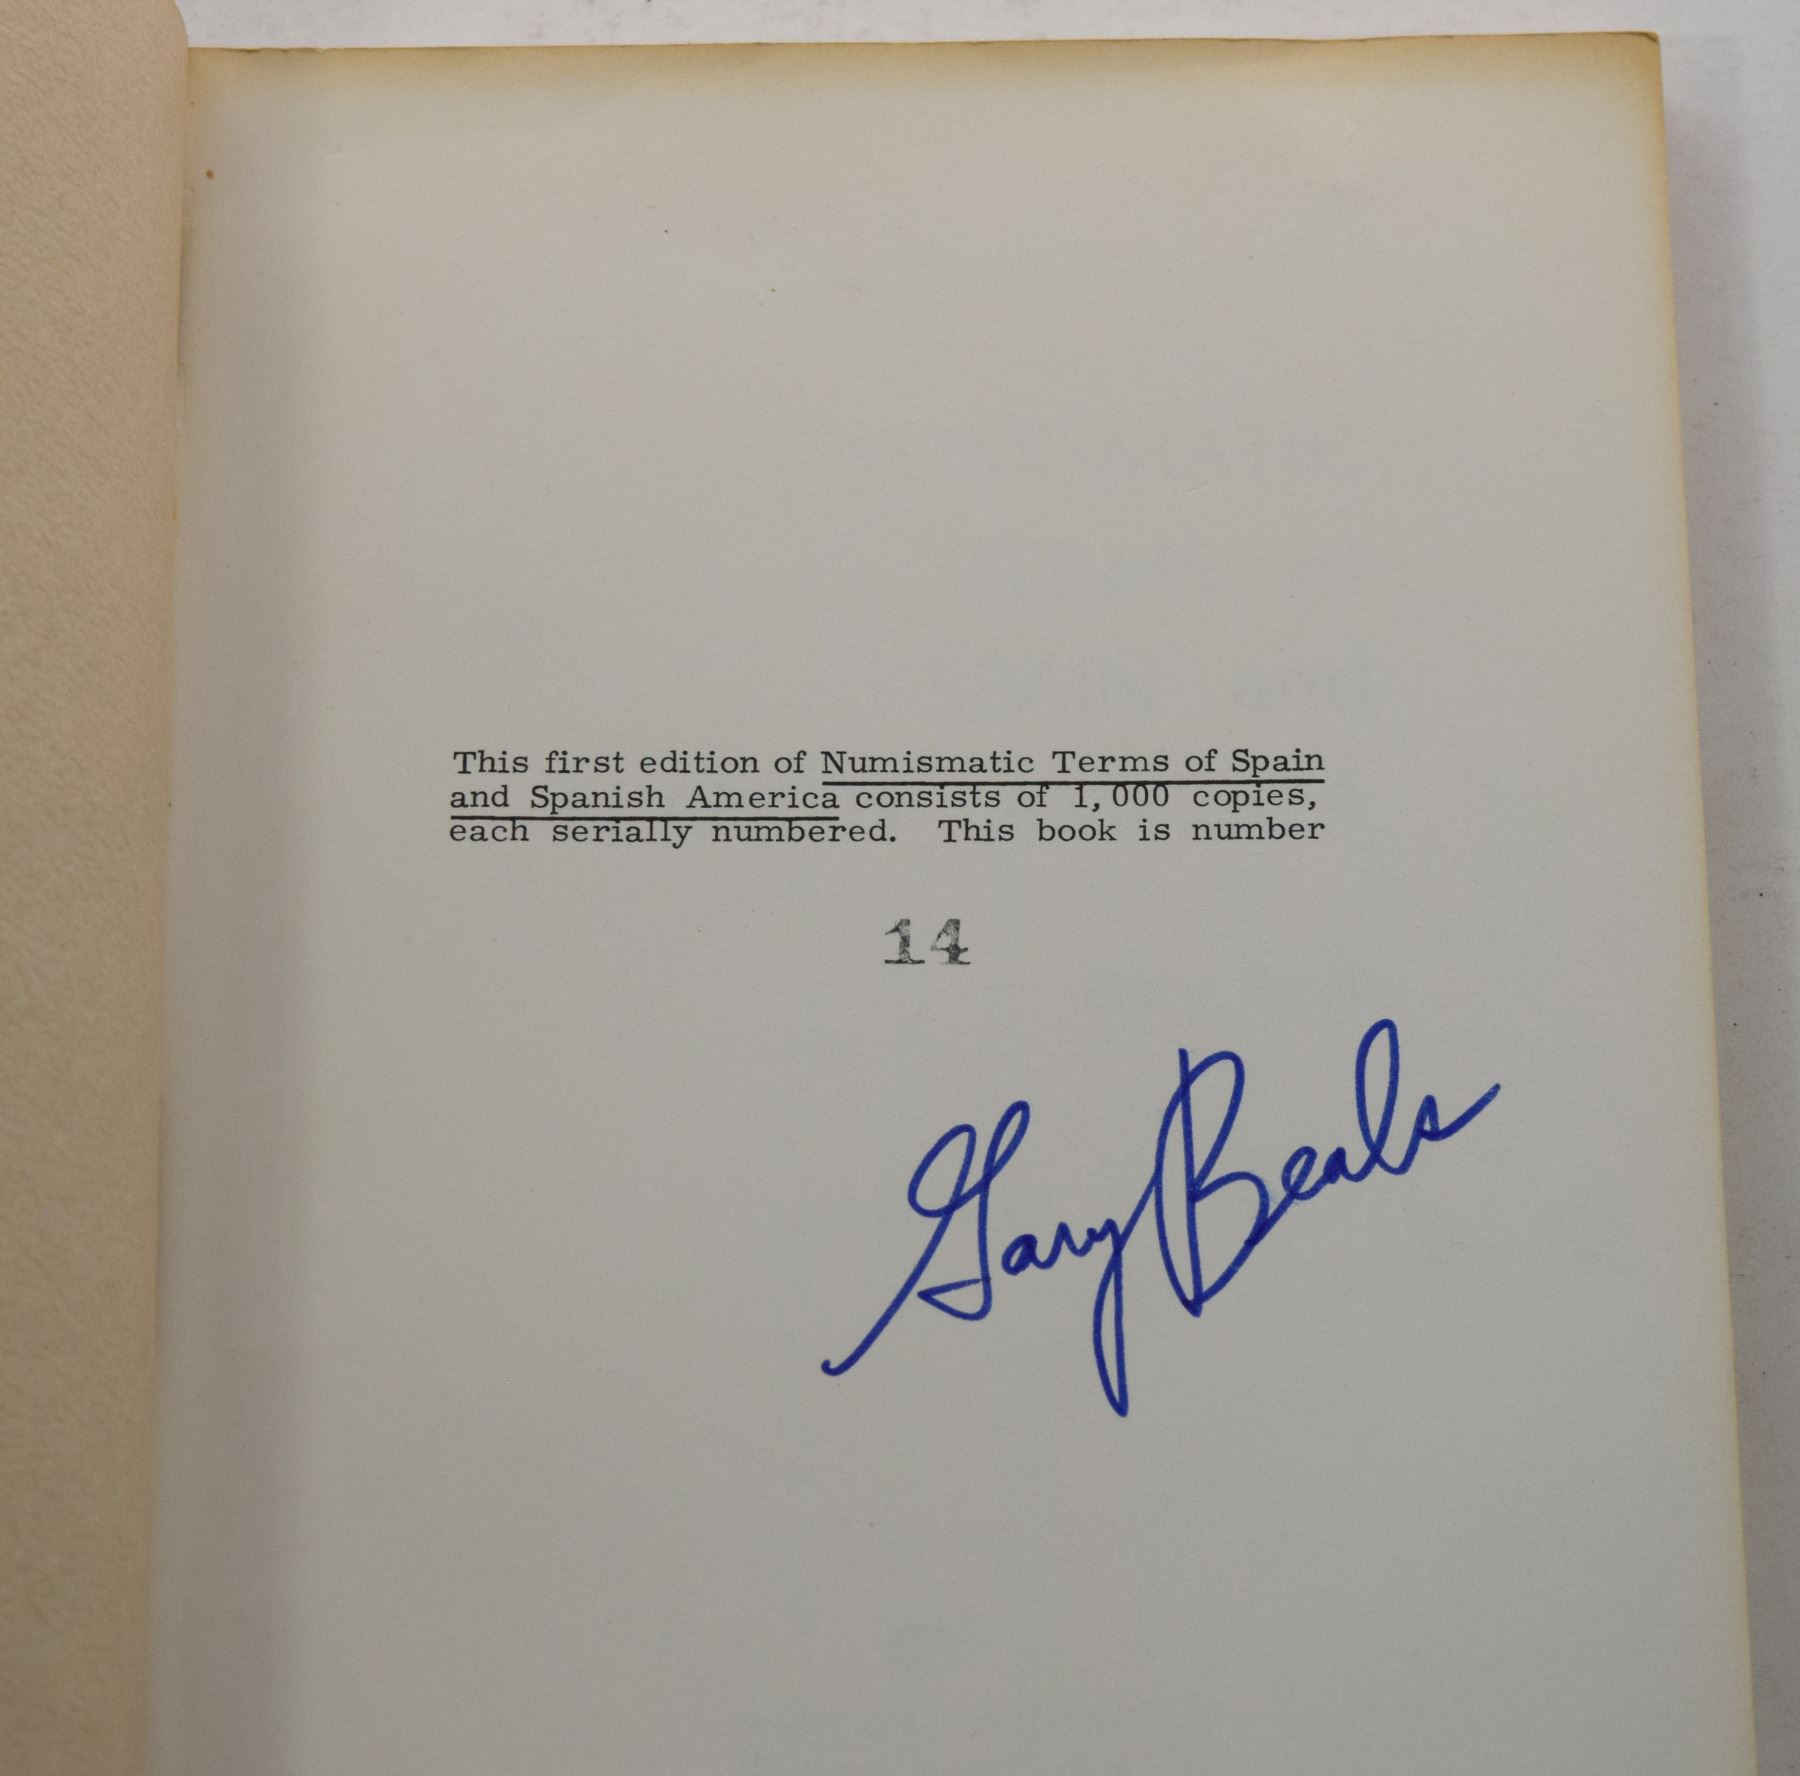 This first edition of Numismatic Terms of Spain
and Spanish America consists of 1,000 copies,
each serially numbered. This book is number
14
Gary Beals